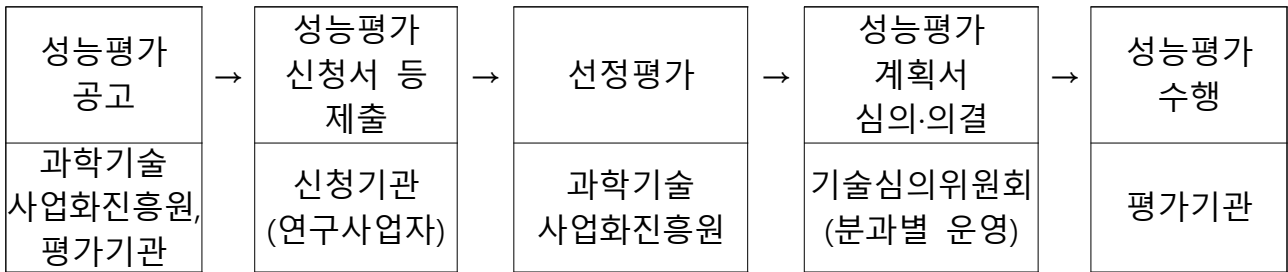 성능평가
공고
→
성능평가
신청서 등
제출
→
선정평가
→
성능평가
계획서
심의·의결
→
성능평가
수행
과학기술
사업화진흥원,
평가기관
신청기관
(연구사업자)
과학기술
사업화진흥원
기술심의위원회
(분과별 운영)
평가기관